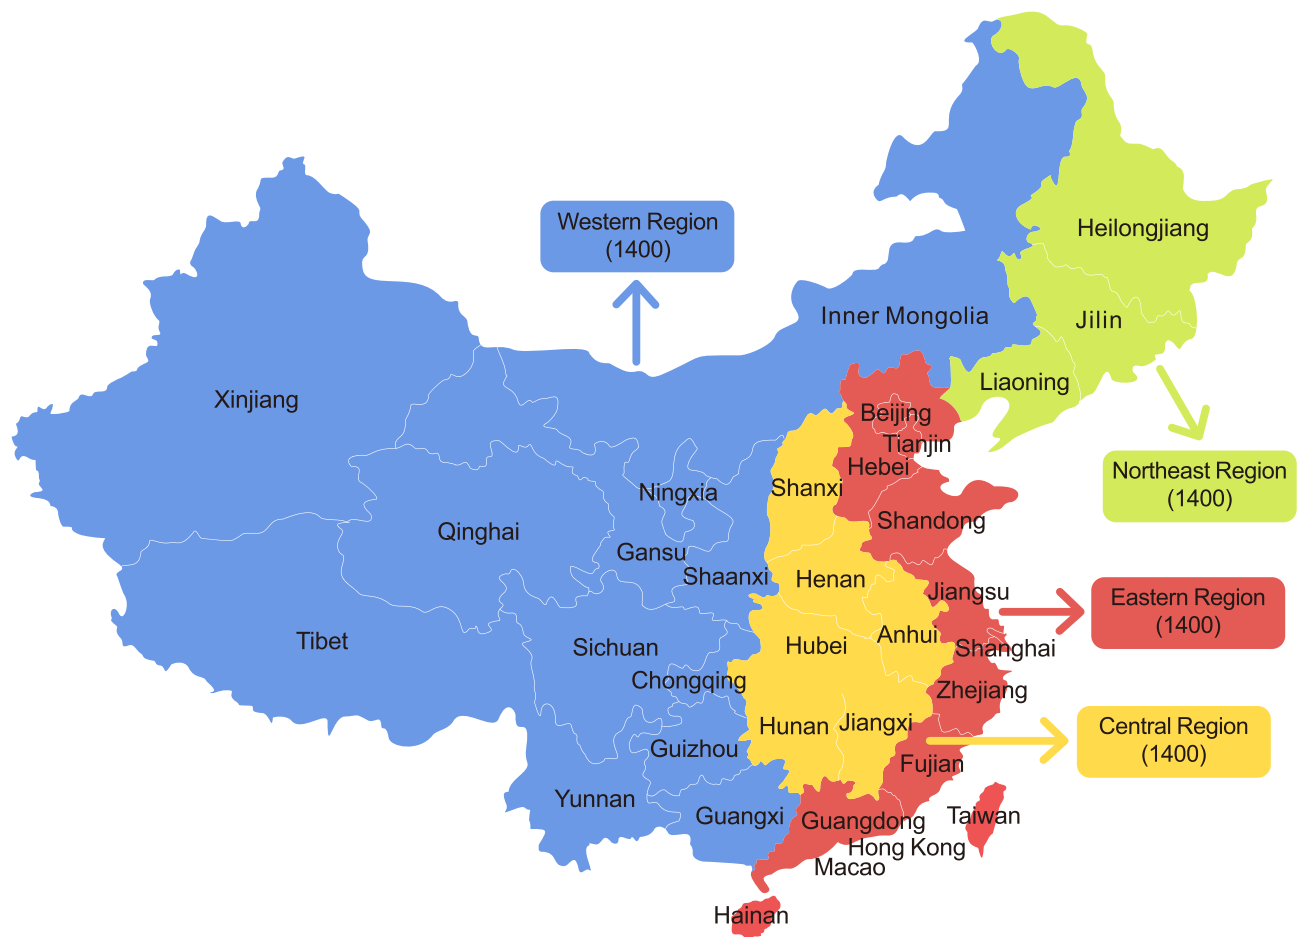 Western Region
(1400)
Heilongjiang
Inner Mongolia
Jilin
Liaoning
Xinjiang
Beijing
Tianjin
Hebei
Northeast Region
(1400)
Shanxi
Ningxia
Qinghai
Shandong
Gansu
Shaanxi
Henan
Jiangsu
Eastern Region
(1400)
Tibet
Sichuan
Hubei
Anhui
Shanghai
Chongqing
Zhejiang
Hunan
Jiangxi
Central Region
(1400)
Guizhou
Fujian
Yunnan
Guangxi
Guangdong
Taiwan
Hong Kong
Macao
Hainan